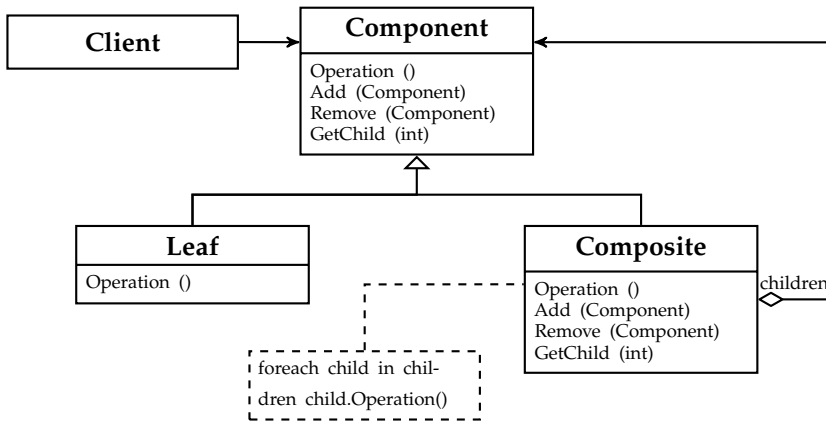 Client
Component
Operation ()
Add (Component)
Remove (Component)
GetChild (int)
Leaf
Operation ()
Composite
Operation ()
Add (Component)
Remove (Component)
GetChild (int)
children
foreach child in chil-
dren child.Operation()